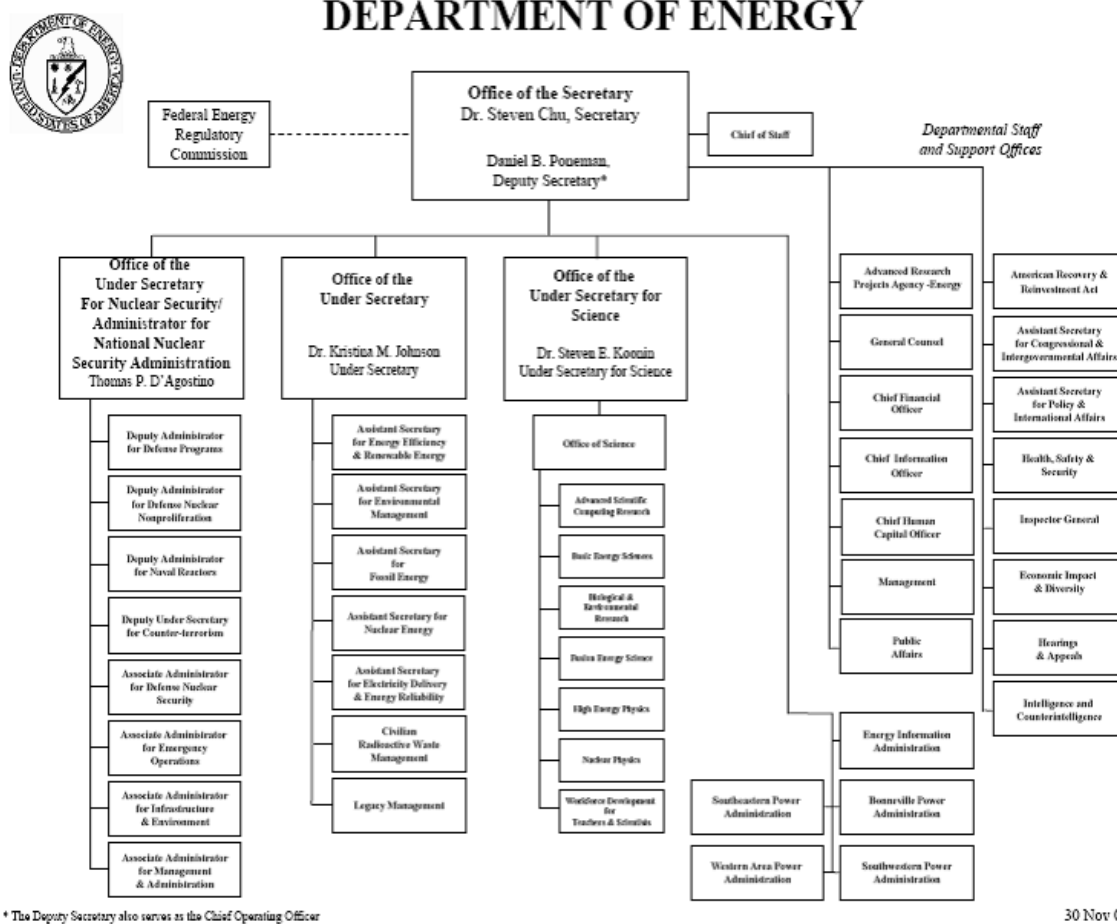 DEPARTMENT OF ENERGY
DEPARTMENT OF ENERGY
UNITED STATES OF AMERICA
Federal Energy
Regulatory
Commission
Office of the Secretary
Dr. Steven Chu, Secretary
Daniel B. Poneman,
Deputy Secretary*
Chief of Staff
Departmental Staff
and Support Offices
Office of the
Under Secretary
For Nuclear Security/
Administrator for
National Nuclear
Security Administration
Thomas P. D'Agostino
Deputy Administrator
for Defense Programs
Deputy Administrator
for Defense Nuclear
Nonproliferation
Deputy Administrator
for Naval Reactors
Deputy Under Secretary
for Counter-terrorism
Associate Administrator
for Defense Nuclear
Security
Associate Administrator
for Emergency
Operations
Associate Administrator
for Infrastructure
& Environment
Associate Administrator
for Management
& Administration
Office of the
Under Secretary
Dr. Kristina M. Johnson
Under Secretary
Assistant Secretary
for Energy Efficiency
& Renewable Energy
Assistant Secretary
for Environmental
Management
Assistant Secretary
for
Fossil Energy
Assistant Secretary for
Nuclear Energy
Assistant Secretary
for Electricity Delivery
& Energy Reliability
Civilian
Radioactive Waste
Management
Legacy Management
Office of the
Under Secretary for
Science
Dr. Steven E. Koonin
Under Secretary for Science
Office of Science
Advanced Scientific
Computing Research
Basic Energy Sciences
Biological &
Environmental
Research
Fusion Energy Science
High Energy Physics
Nuclear Physics
Workforce Development
for
Teachers & Scientists
Advanced Research
Projects Agency -Energy
General Counsel
Chief Financial
Officer
Chief Information
Officer
Chief Human
Capital Officer
Management
Public
Affairs
American Recovery &
Reinvestment Act
Assistant Secretary
for Congressional &
Intergovernmental Affairs
Assistant Secretary
for Policy &
International Affairs
Health, Safety &
Security
Inspector General
Economic Impact
& Diversity
Hearings
& Appeals
Intelligence and
Counterintelligence
Energy Information
Administration
Southeastern Power
Administration
Bonneville Power
Administration
Western Area Power
Administration
Southwestern Power
Administration
* The Deputy Secretary also serves as the Chief Operating Officer
30 Nov